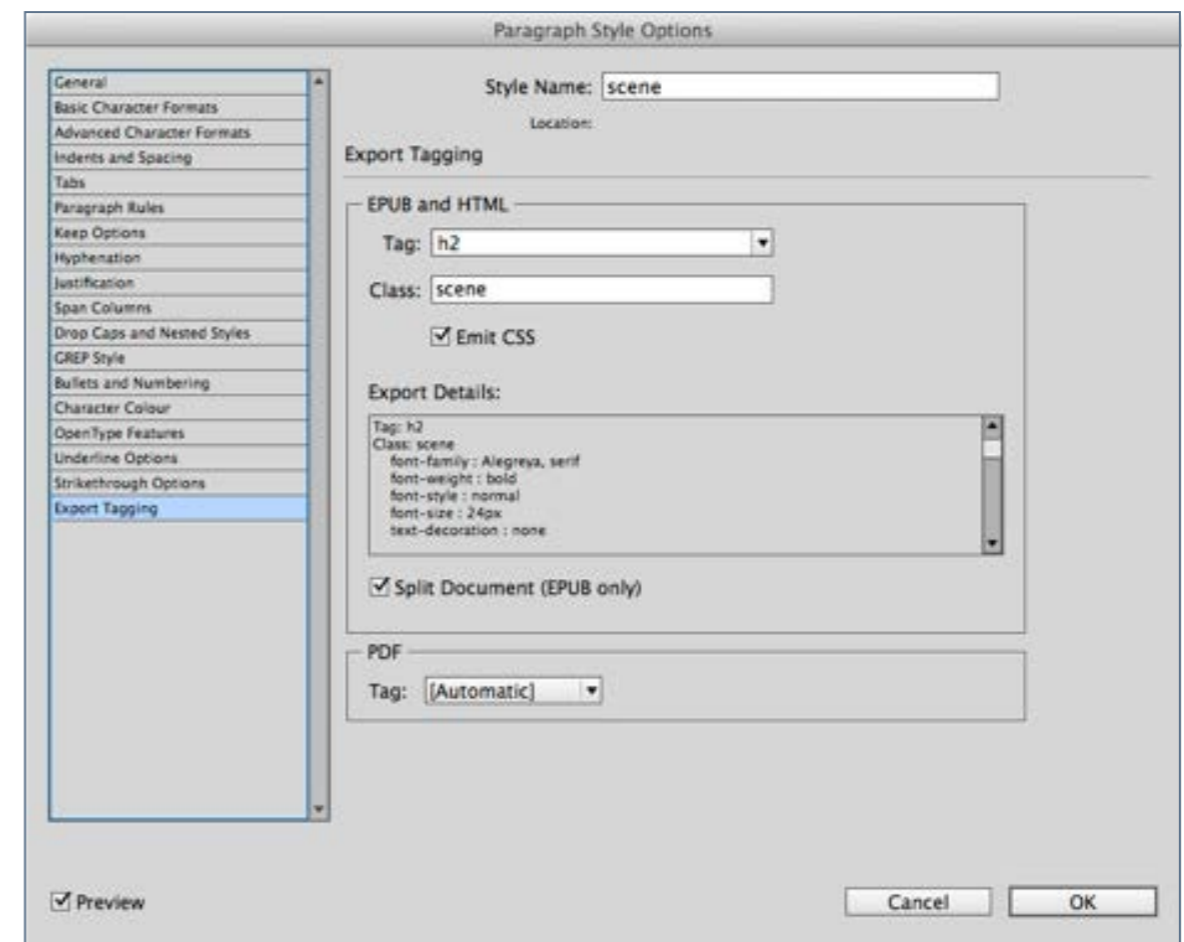 Paragraph Style Options
General
Basic Character Formats
Advanced Character Formats
Indents and Spacing
Tabs
Paragraph Rules
Keep Options
Hyphenation
Justification
Span Columns
Drop Caps and Nested Styles
GREP Style
Bullets and Numbering
Character Colour
OpenType Features
Underline Options
Strikethrough Options
Export Tagging
Style Name: scene
Location:
Export Tagging
EPUB and HTML
Tag: h2
Class: scene
Emit CSS
Export Details:
Tag: h2
Class: scene
font-family : Alegreya, serif
font-weight : bold
font-style : normal
font-size : 24px
text-decoration : none
Split Document (EPUB only)
PDF
Tag: [Automatic]
Preview
Cancel
OK